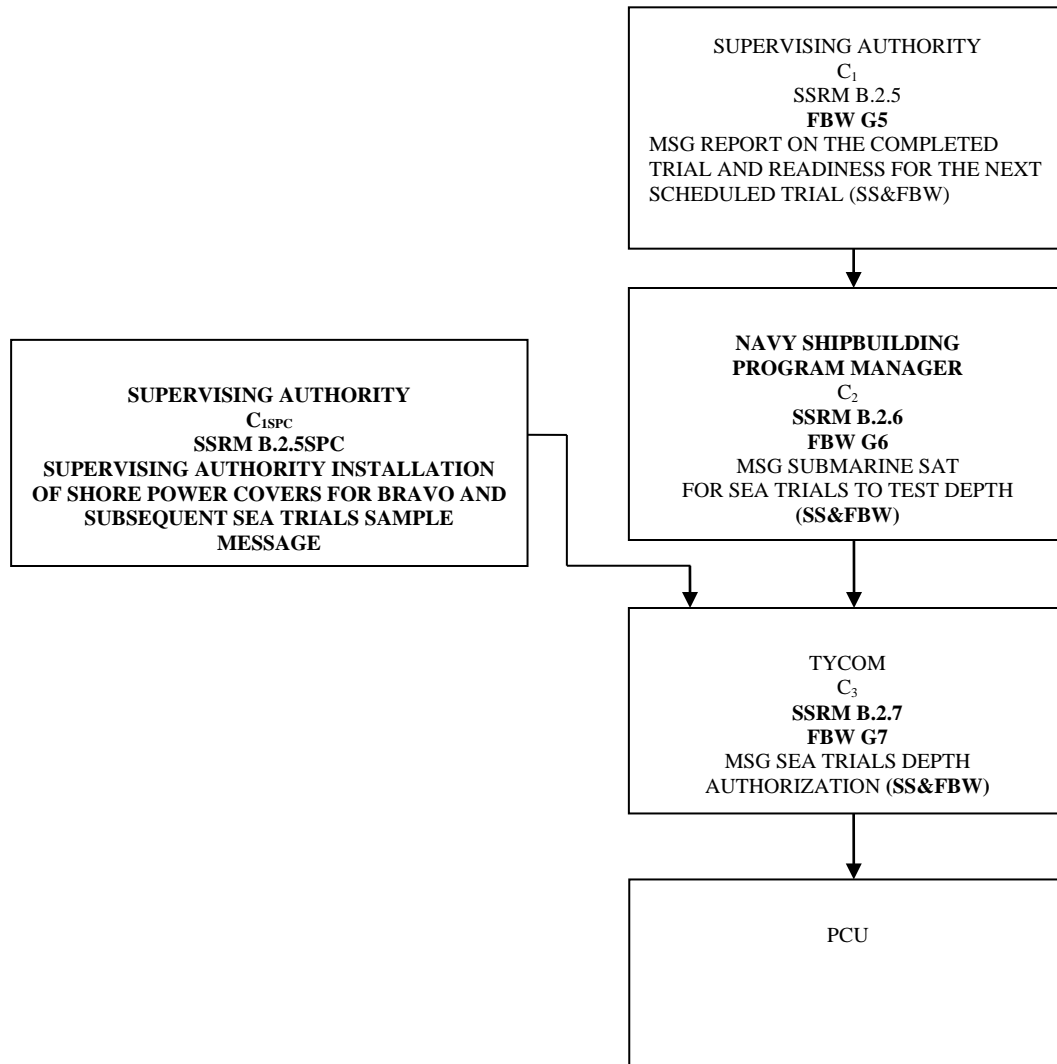 SUPERVISING AUTHORITY
C1
SSRM B.2.5
FBW G5
MSG REPORT ON THE COMPLETED
TRIAL AND READINESS FOR THE NEXT
SCHEDULED TRIAL (SS&FBW)
NAVY SHIPBUILDING
PROGRAM MANAGER
C2
SSRM B.2.6
FBW G6
MSG SUBMARINE SAT
FOR SEA TRIALS TO TEST DEPTH
(SS&FBW)
SUPERVISING AUTHORITY
C1SPC
SSRM B.2.5SPC
SUPERVISING AUTHORITY INSTALLATION
OF SHORE POWER COVERS FOR BRAVO AND
SUBSEQUENT SEA TRIALS SAMPLE
MESSAGE
TYCOM
C3
SSRM B.2.7
FBW G7
MSG SEA TRIALS DEPTH
AUTHORIZATION (SS&FBW)
PCU